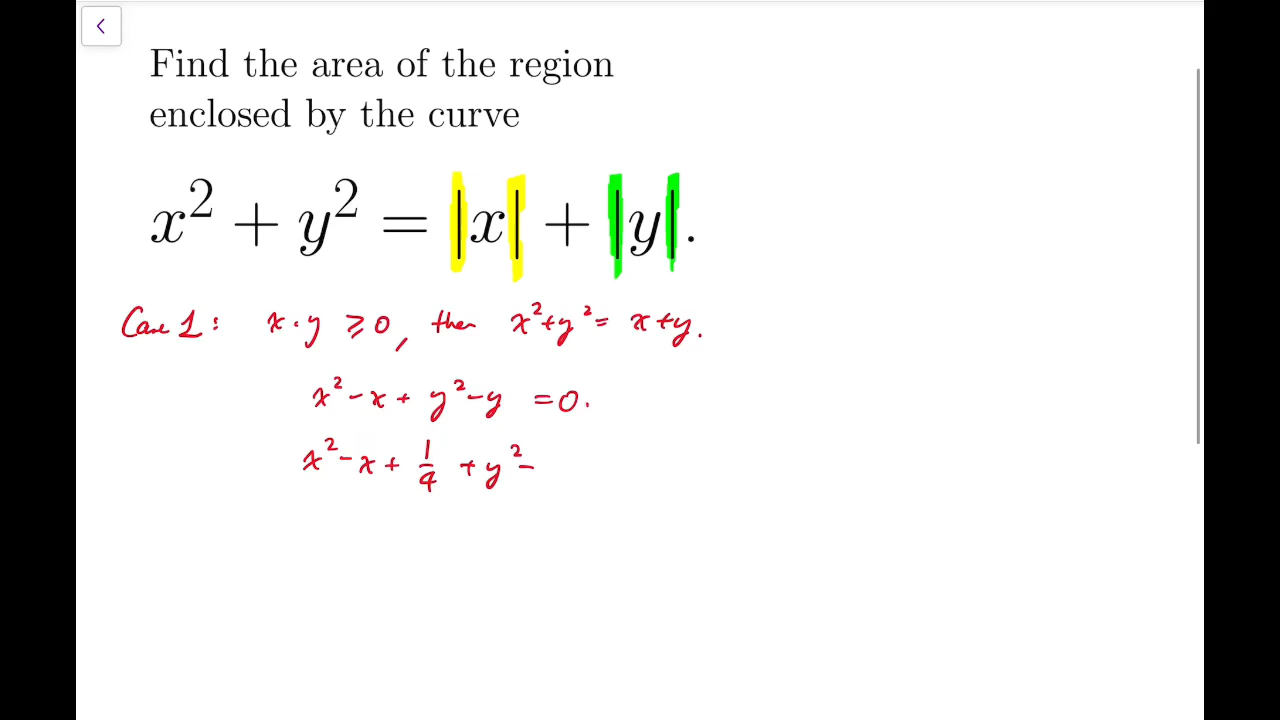 Find the area of the region
enclosed by the curve
x² + y² = |x| + |y|.
Case 1: x · y ≥ 0, then x² + y² = x + y.
x² - x + y² - y = 0.
x² - x + 1/4 + y² -